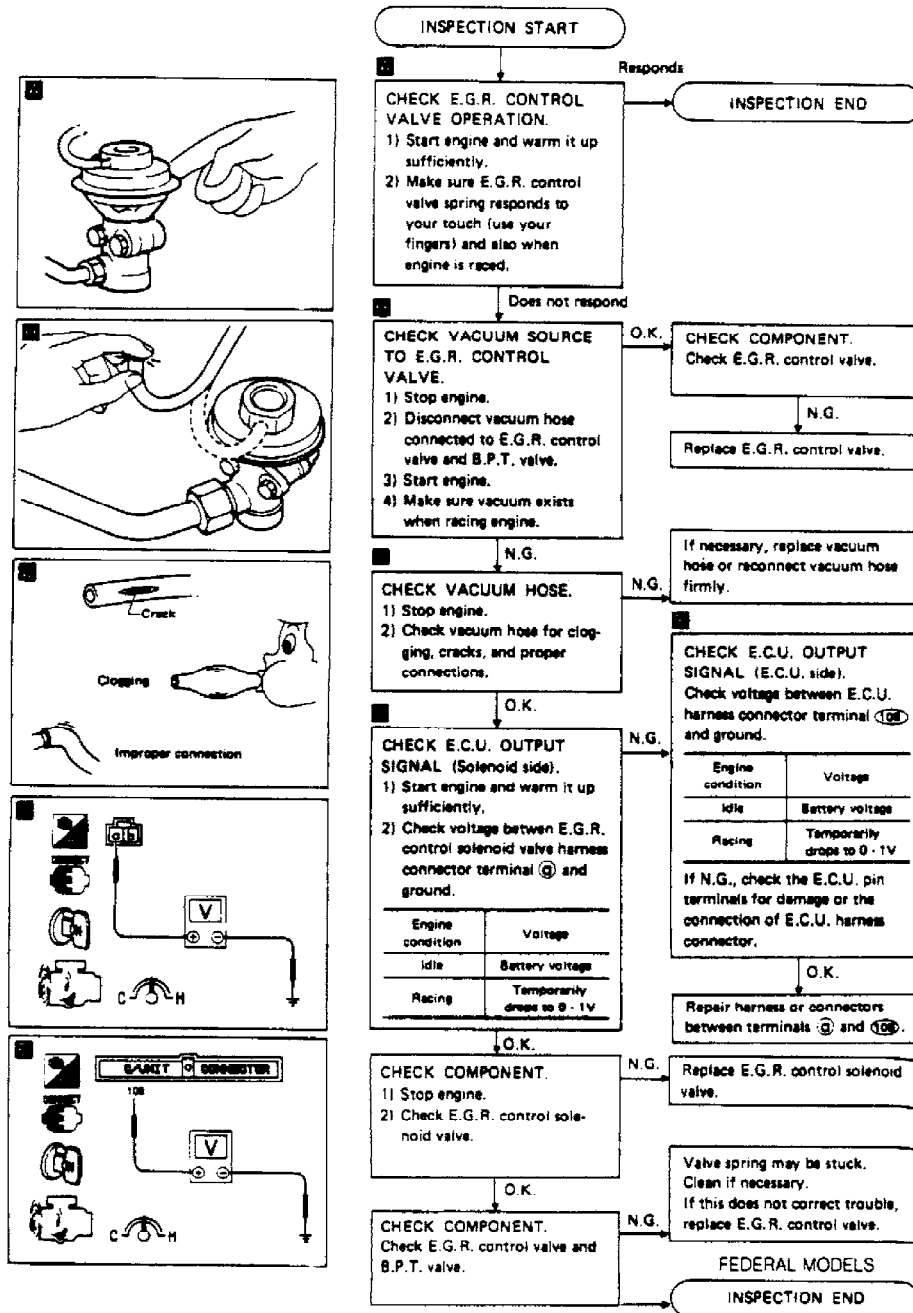 INSPECTION START
Responds
CHECK E.G.R. CONTROL
VALVE OPERATION.
1) Start engine and warm it up
sufficiently.
2) Make sure E.G.R. control
valve spring responds to
your touch (use your
fingers) and also when
engine is raced.
INSPECTION END
Does not respond
CHECK VACUUM SOURCE
TO E.G.R. CONTROL
VALVE.
1) Stop engine.
2) Disconnect vacuum hose
connected to E.G.R. control
valve and B.P.T. valve.
3) Start engine.
4) Make sure vacuum exists
when racing engine.
O.K.
CHECK COMPONENT.
Check E.G.R. control valve.
N.G.
Replace E.G.R. control valve.
N.G.
CHECK VACUUM HOSE.
1) Stop engine.
2) Check vacuum hose for clog-
ging, cracks, and proper
connections.
N.G.
If necessary, replace vacuum
hose or reconnect vacuum hose
firmly.
Crack
Clogging
Improper connection
O.K.
CHECK E.C.U. OUTPUT
SIGNAL (Solenoid side).
1) Start engine and warm it up
sufficiently.
2) Check voltage betwen E.G.R.
control solenoid valve harness
connector terminal ⓐ and
ground.
Engine
condition
Voltage
Idle
Battery voltage
Racing
Temporarily
drops to 0 - 1V
N.G.
CHECK E.C.U. OUTPUT
SIGNAL (E.C.U. side).
Check voltage between E.C.U.
harness connector terminal
and ground.
Engine
condition
Voltage
Idle
Battery voltage
Racing
Temporarily
drops to 0 - 1V
If N.G., check the E.C.U. pin
terminals for damage or the
connection of E.C.U. harness
connector.
O.K.
Repair harness or connectors
between terminals ⓐ and
a b
V
C H
O.K.
CHECK COMPONENT.
1) Stop engine.
2) Check E.G.R. control sole-
noid valve.
N.G.
Replace E.G.R. control solenoid
valve.
C/UNIT CONNECTOR
CONNECT
V
C H
O.K.
CHECK COMPONENT.
Check E.G.R. control valve and
B.P.T. valve.
N.G.
Valve spring may be stuck.
Clean if necessary.
If this does not correct trouble,
replace E.G.R. control valve.
FEDERAL MODELS
INSPECTION END